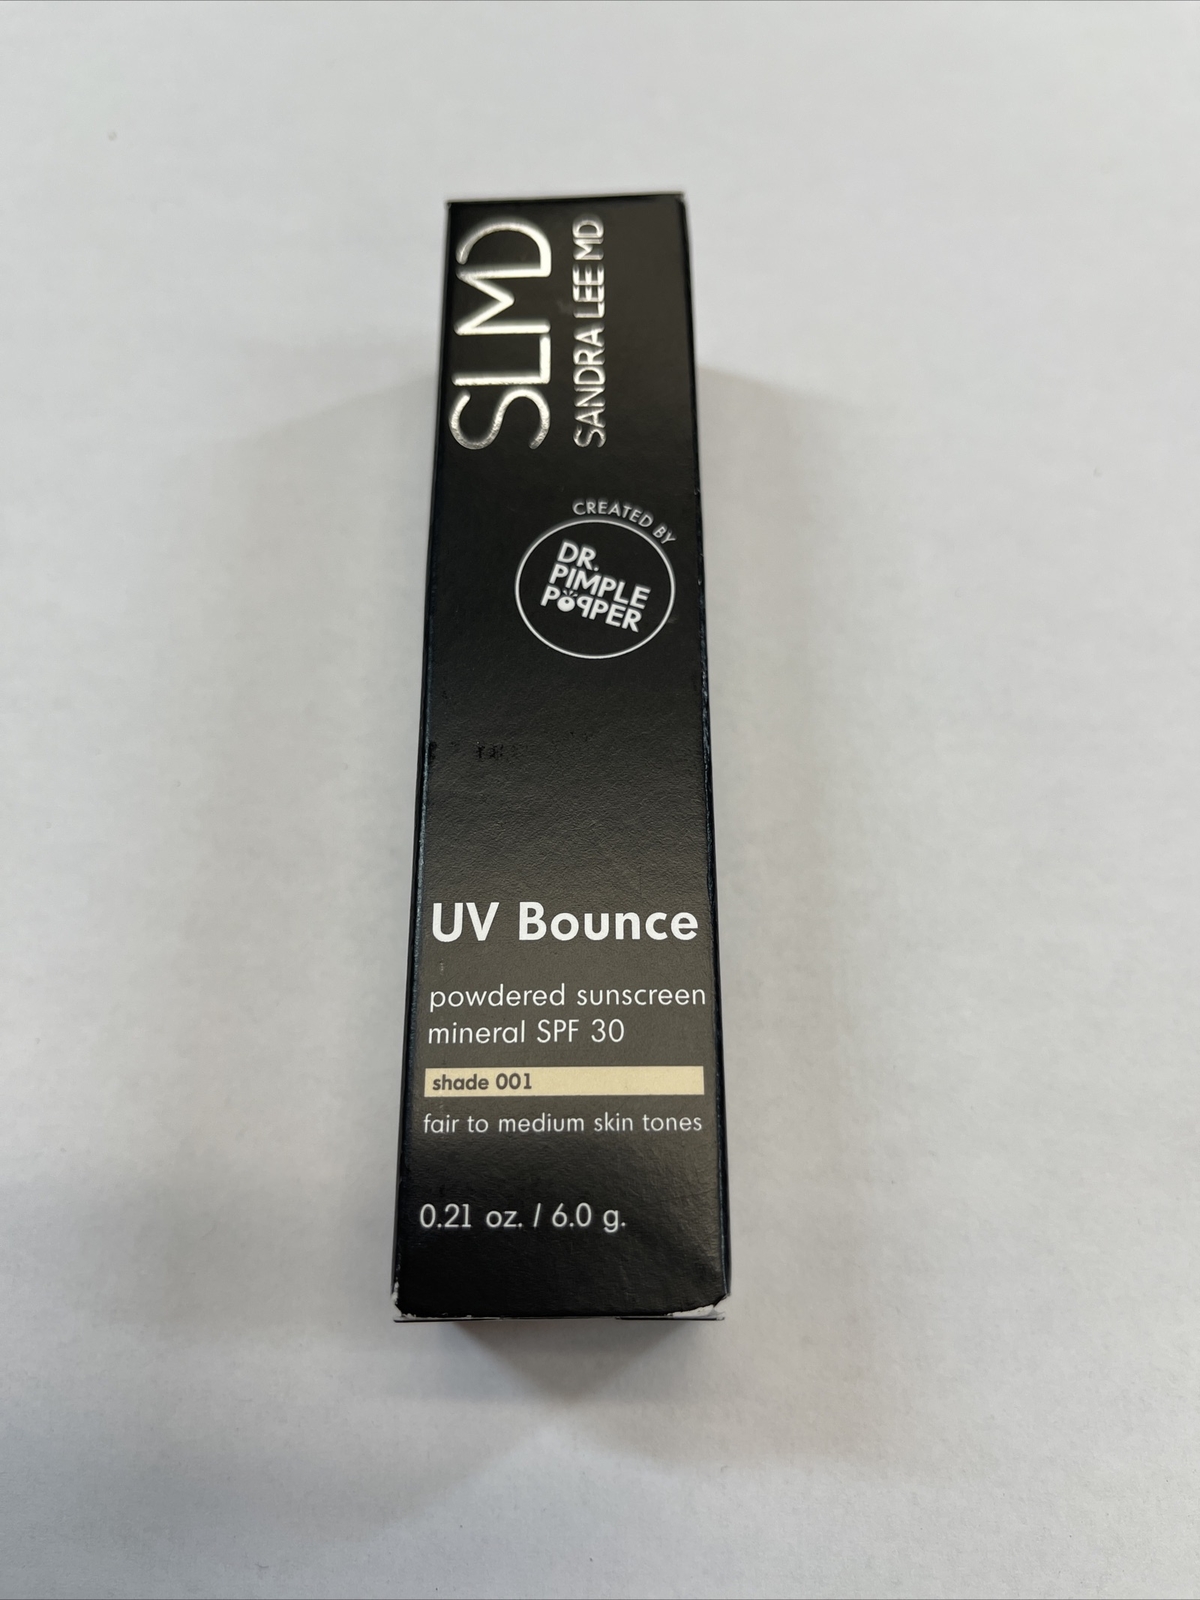 SLMD
SANDRA LEE MD
CREATED BY
DR.
PIMPLE
POPPER
UV Bounce
powdered sunscreen
mineral SPF 30
shade 001
fair to medium skin tones
0.21 oz. / 6.0 g.